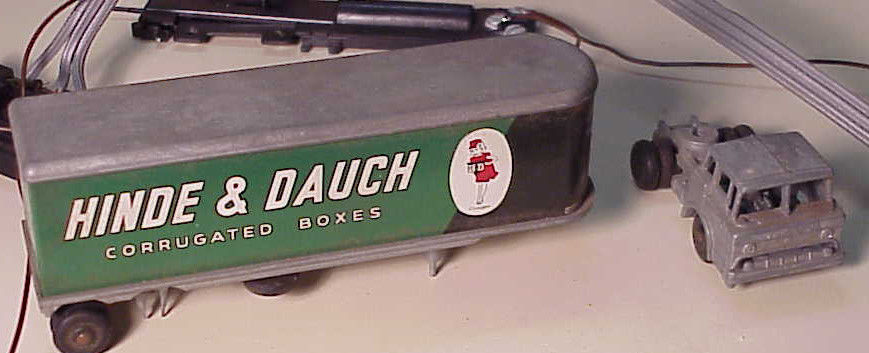 HINDE & DAUCH
CORRUGATED BOXES
H D